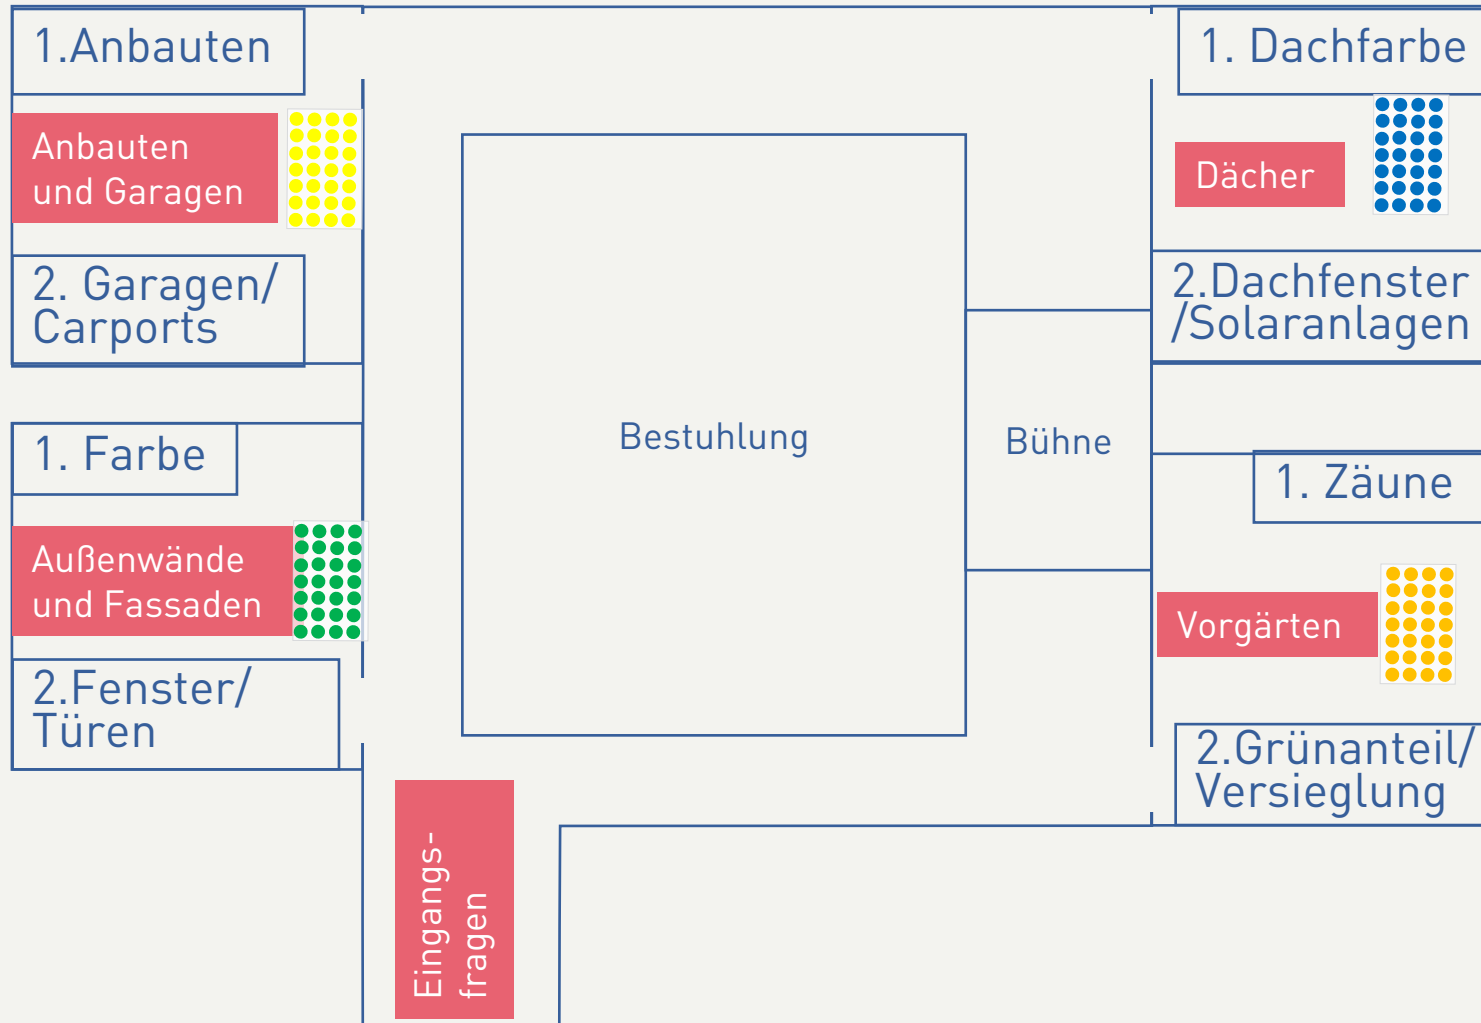 1.Anbauten
Anbauten
und Garagen
2. Garagen/
Carports
1. Farbe
Außenwände
und Fassaden
2.Fenster/
Türen
Bestuhlung
Bühne
1. Dachfarbe
Dächer
2.Dachfenster
/Solaranlagen
1. Zäune
Vorgärten
2.Grünanteil/
Versieglung
Eingangs-
fragen